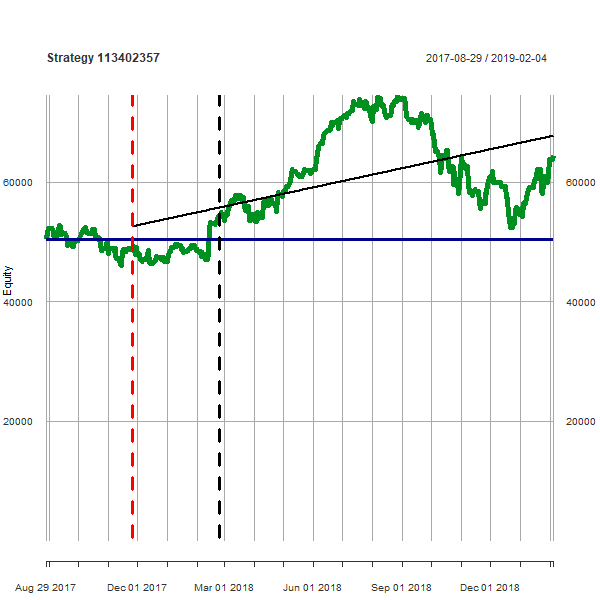 Strategy 113402357
2017-08-29 / 2019-02-04
60000
60000
Equity
40000
40000
20000
20000
Aug 29 2017
Dec 01 2017
Mar 01 2018
Jun 01 2018
Sep 01 2018
Dec 01 2018